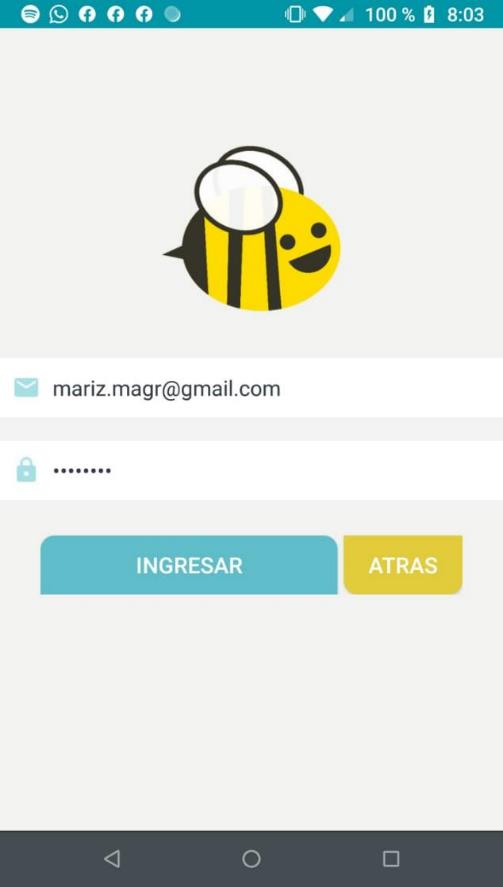 100 % 8:03
mariz.magr@gmail.com
••••••••
INGRESAR ATRAS